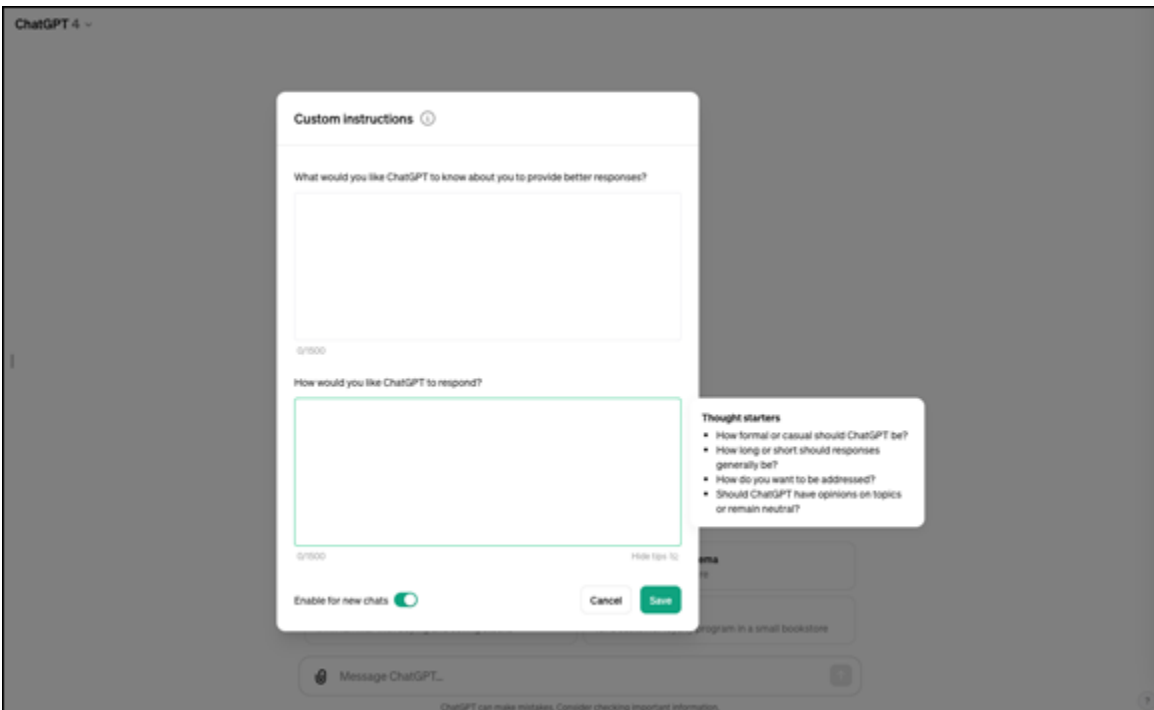 ChatGPT 4
Custom instructions
What would you like ChatGPT to know about you to provide better responses?
0/1500
How would you like ChatGPT to respond?
Thought starters
• How formal or casual should ChatGPT be?
• How long or short should responses
generally be?
• How do you want to be addressed?
• Should ChatGPT have opinions on topics
or remain neutral?
0/1500
Hide tips
ema
Enable for new chats
Cancel
Save
program in a small bookstore
Message ChatGPT...
ChatGPT can make mistakes. Consider checking important information.
?